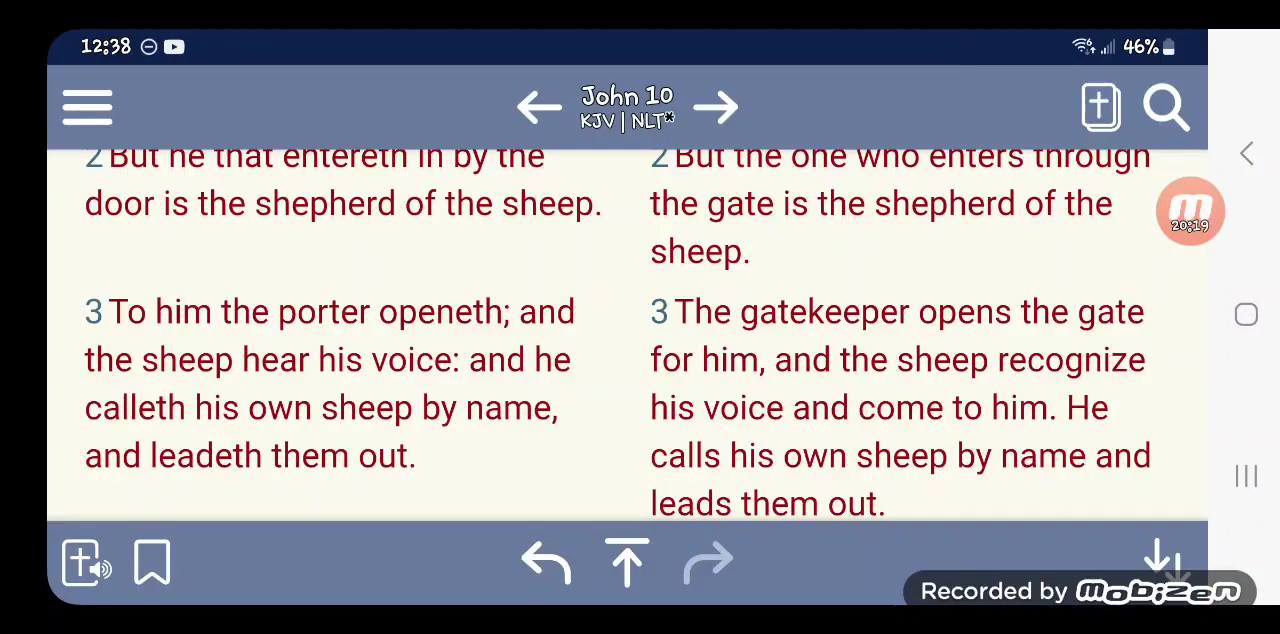 12:38
46%
John 10
KJV | NLT*
2 But he that entereth in by the
door is the shepherd of the sheep.
3 To him the porter openeth; and
the sheep hear his voice: and he
calleth his own sheep by name,
and leadeth them out.
2 But the one who enters through
the gate is the shepherd of the
sheep.
3 The gatekeeper opens the gate
for him, and the sheep recognize
his voice and come to him. He
calls his own sheep by name and
leads them out.
20:19
Recorded by mobizen